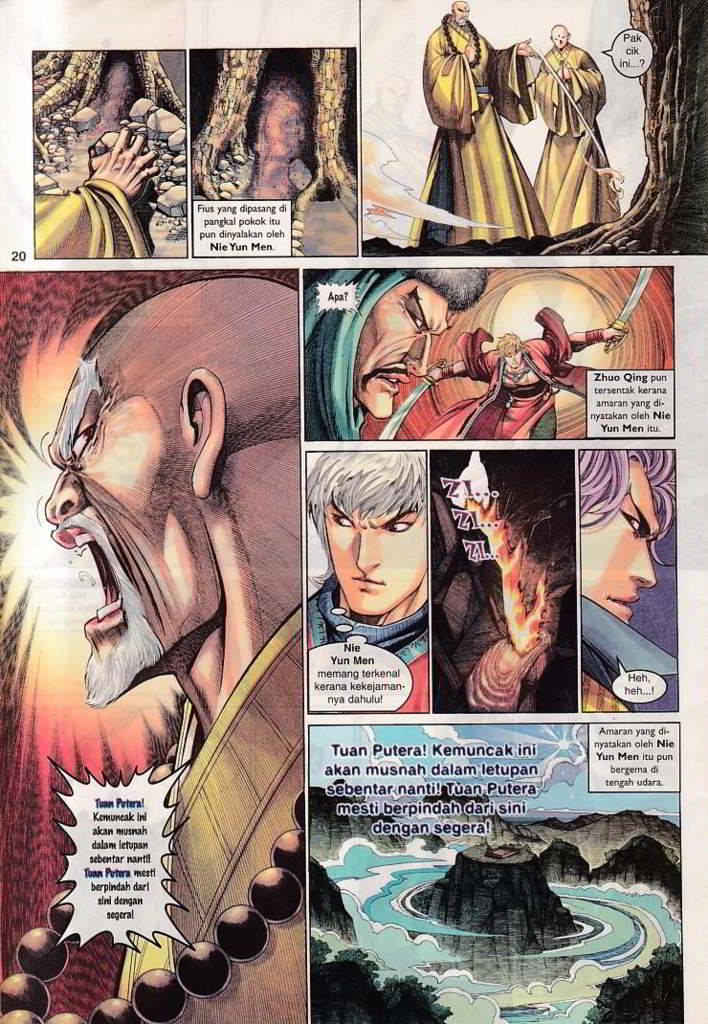 Fius yang dipasang di
pangkal pokok itu
pun dinyalakan oleh
Nie Yun Men.
Pak
cik
ini...?
20
Apa?
Zhuo Qing pun
tersentak kerana
amaran yang di-
nyatakan oleh Nie
Yun Men itu.
Tuan Putera!
Kemuncak ini
akan musnah
dalam letupan
sebentar nanti!
Tuan Putera mesti
berpindah dari
sini dengan
segera!
Nie
Yun Men
memang terkenal
kerana kekejaman-
nya dahulu!
ZI...
ZI...
ZI...
Heh,
heh...!
Tuan Putera! Kemuncak ini
akan musnah dalam letupan
sebentar nanti! Tuan Putera
mesti berpindah dari sini
dengan segera!
Amaran yang di-
nyatakan oleh Nie
Yun Men itu pun
bergema di
tengah udara.